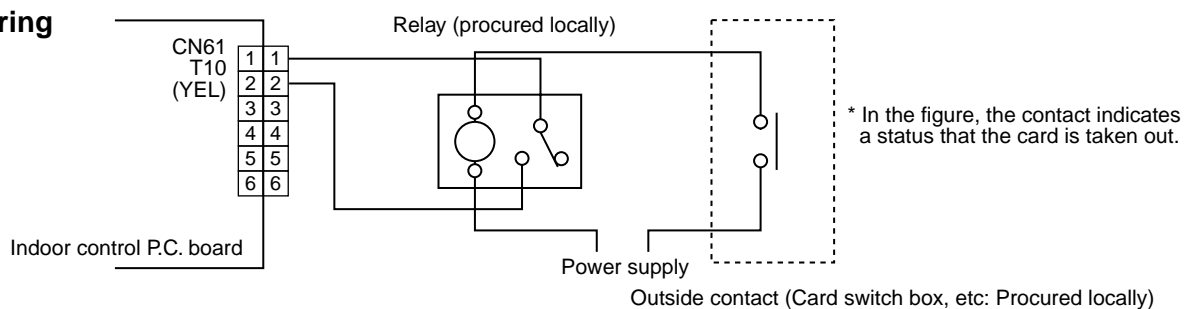 ring
Relay (procured locally)
CN61
T10
(YEL)
1 1
2 2
3 3
4 4
5 5
6 6
* In the figure, the contact indicates
a status that the card is taken out.
Indoor control P.C. board
Power supply
Outside contact (Card switch box, etc: Procured locally)